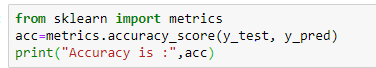 from sklearn import metrics
acc=metrics.accuracy_score(y_test, y_pred)
print("Accuracy is :",acc)